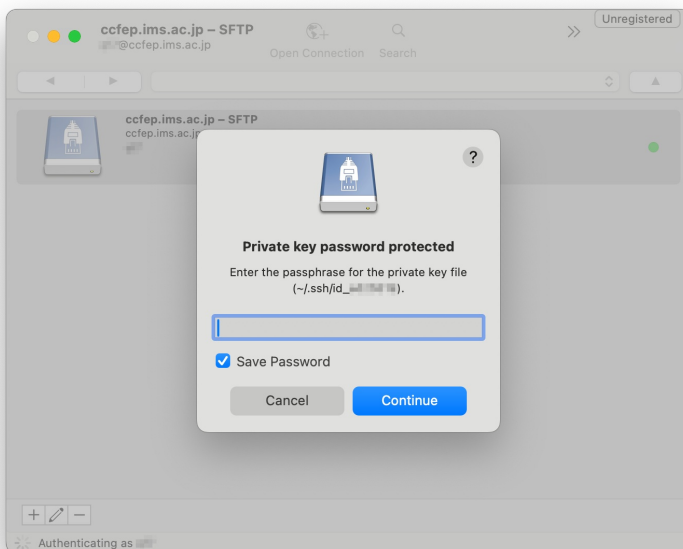 ccfep.ims.ac.jp – SFTP
@ccfep.ims.ac.jp
Open Connection
Search
Unregistered
ccfep.ims.ac.jp – SFTP
ccfep.ims.ac.jp
?
Private key password protected
Enter the passphrase for the private key file
(~/.ssh/id_ ).
Save Password
Cancel
Continue
Authenticating as